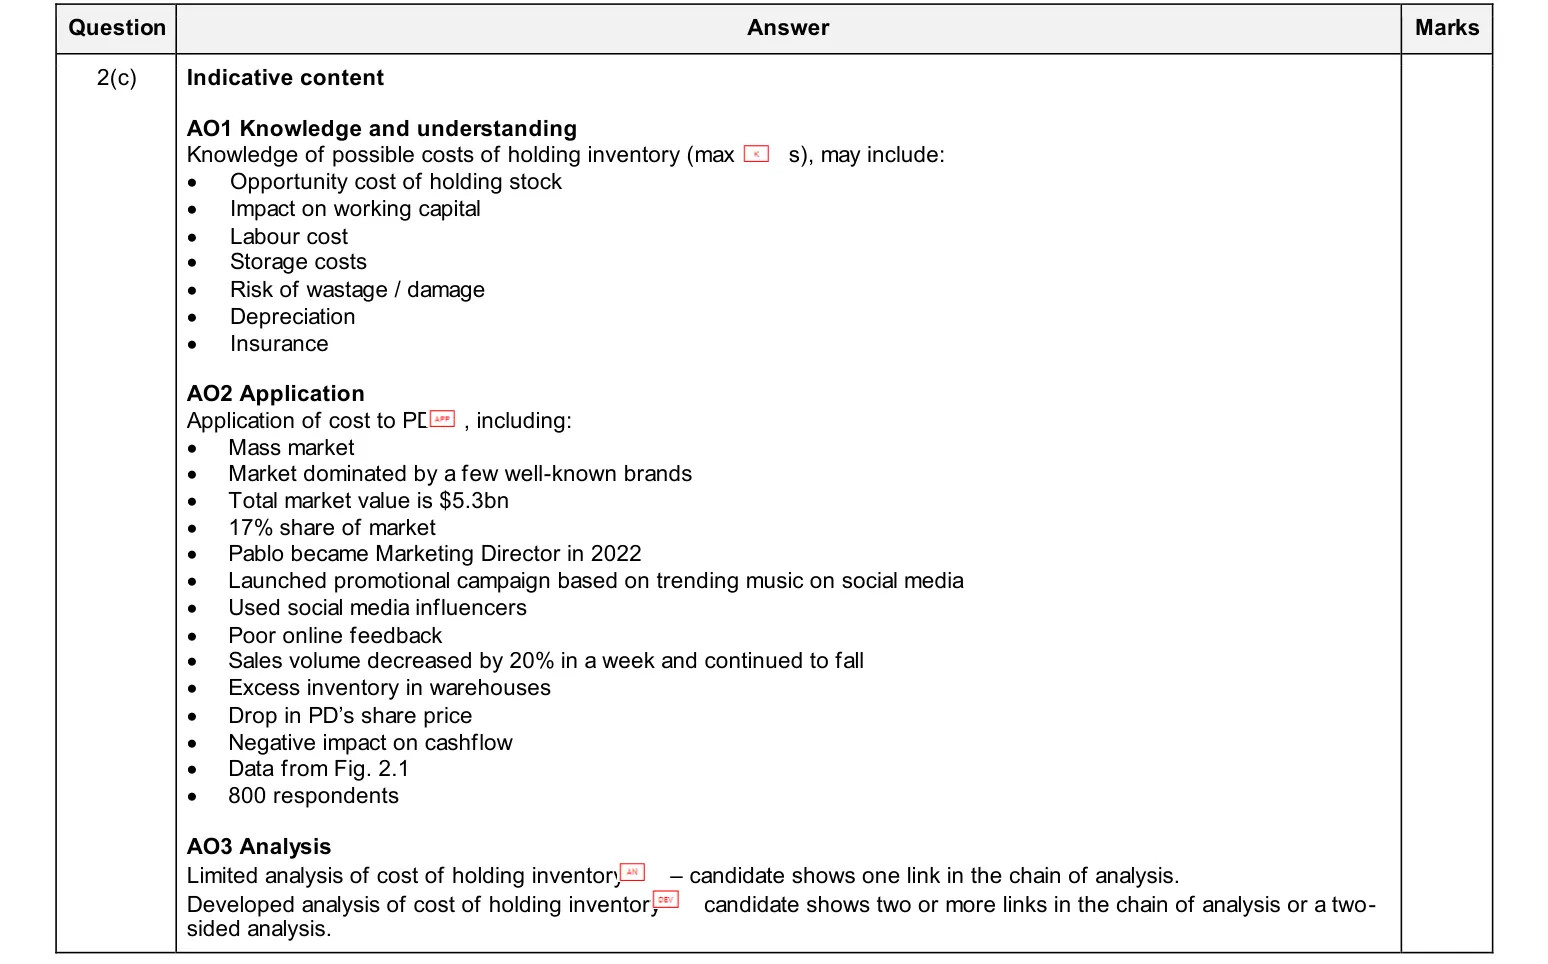 Question Answer Marks
2(c) Indicative content
AO1 Knowledge and understanding
Knowledge of possible costs of holding inventory (max K s), may include:
• Opportunity cost of holding stock
• Impact on working capital
• Labour cost
• Storage costs
• Risk of wastage / damage
• Depreciation
• Insurance
AO2 Application
Application of cost to PD APP , including:
• Mass market
• Market dominated by a few well-known brands
• Total market value is $5.3bn
• 17% share of market
• Pablo became Marketing Director in 2022
• Launched promotional campaign based on trending music on social media
• Used social media influencers
• Poor online feedback
• Sales volume decreased by 20% in a week and continued to fall
• Excess inventory in warehouses
• Drop in PD's share price
• Negative impact on cashflow
• Data from Fig. 2.1
• 800 respondents
AO3 Analysis
Limited analysis of cost of holding inventory AN – candidate shows one link in the chain of analysis.
Developed analysis of cost of holding inventory DEV candidate shows two or more links in the chain of analysis or a two-
sided analysis.